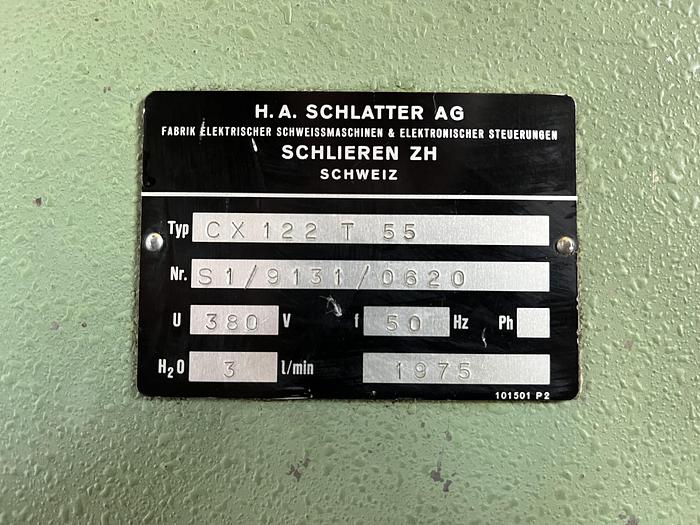 H.A. SCHLATTER AG
FABRIK ELEKTRISCHER SCHWEISSMASCHINEN & ELEKTRONISCHER STEUERUNGEN
SCHLIEREN ZH
SCHWEIZ
Typ CX 122 T 55
Nr. S1/9131/0620
U 380 V f 50 Hz Ph
H2O 3 l/min 1975
101501 P2